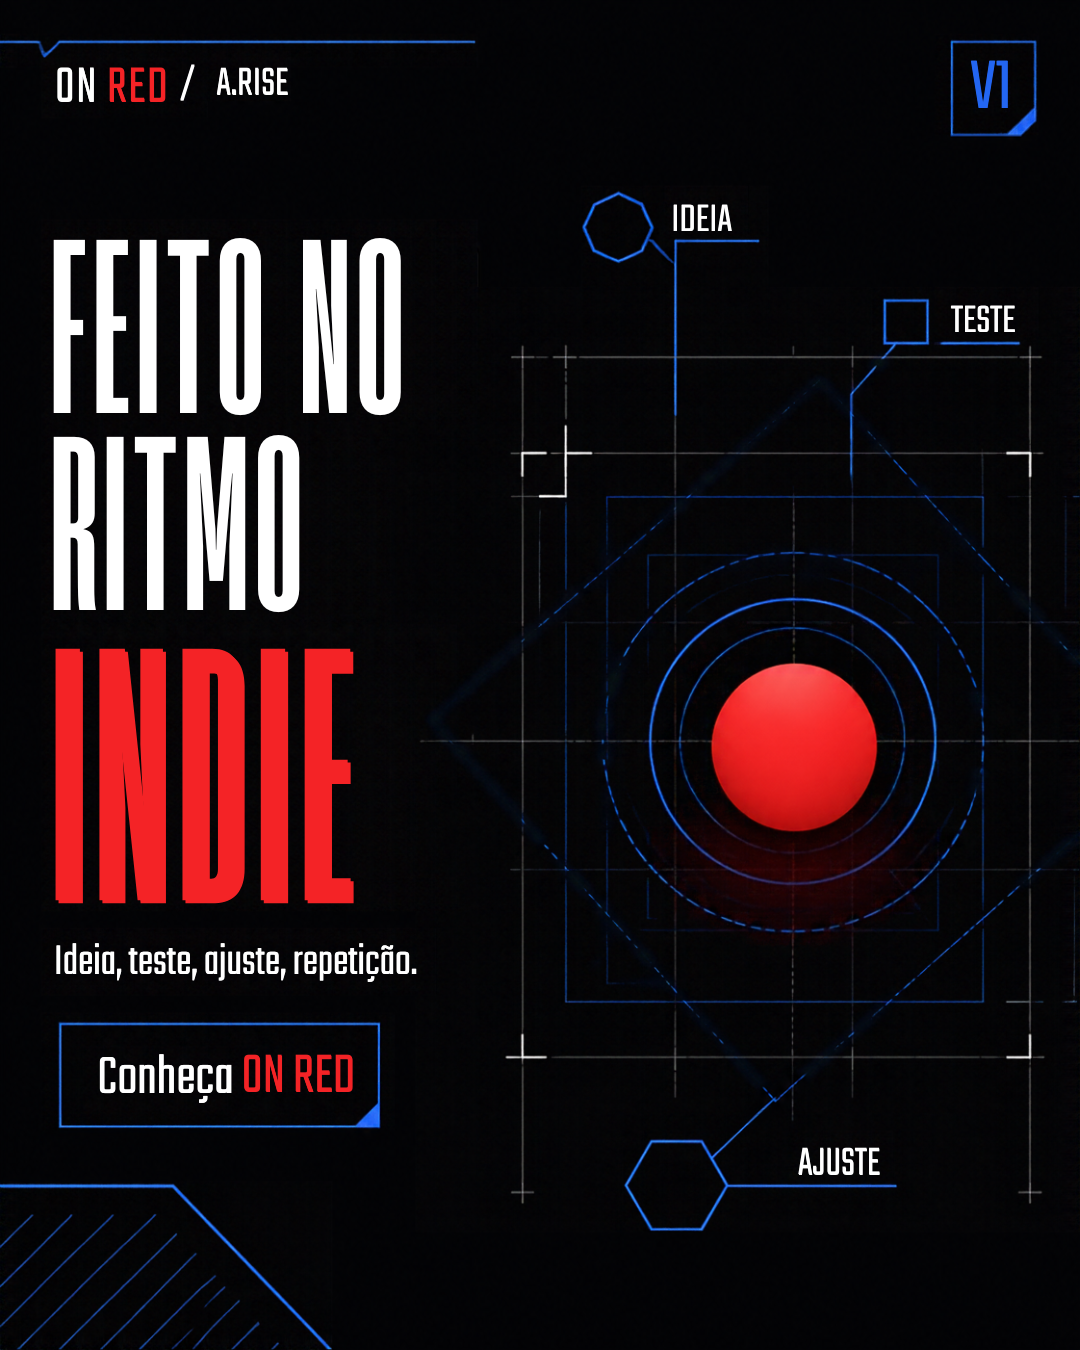 ON RED / A.RISE
V1
IDEIA
TESTE
FEITO NO
RITMO
INDIE
Ideia, teste, ajuste, repetição.
Conheça ON RED
AJUSTE